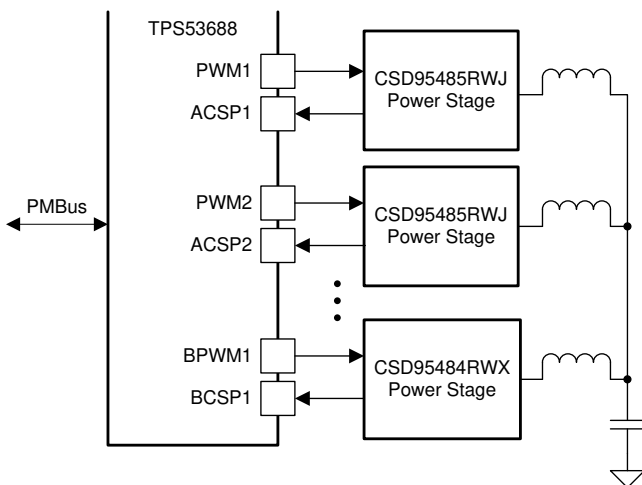 TPS53688
PWM1
CSD95485RWJ
Power Stage
ACSP1
PMBus
PWM2
CSD95485RWJ
Power Stage
ACSP2
BPWM1
CSD95484RWX
Power Stage
BCSP1